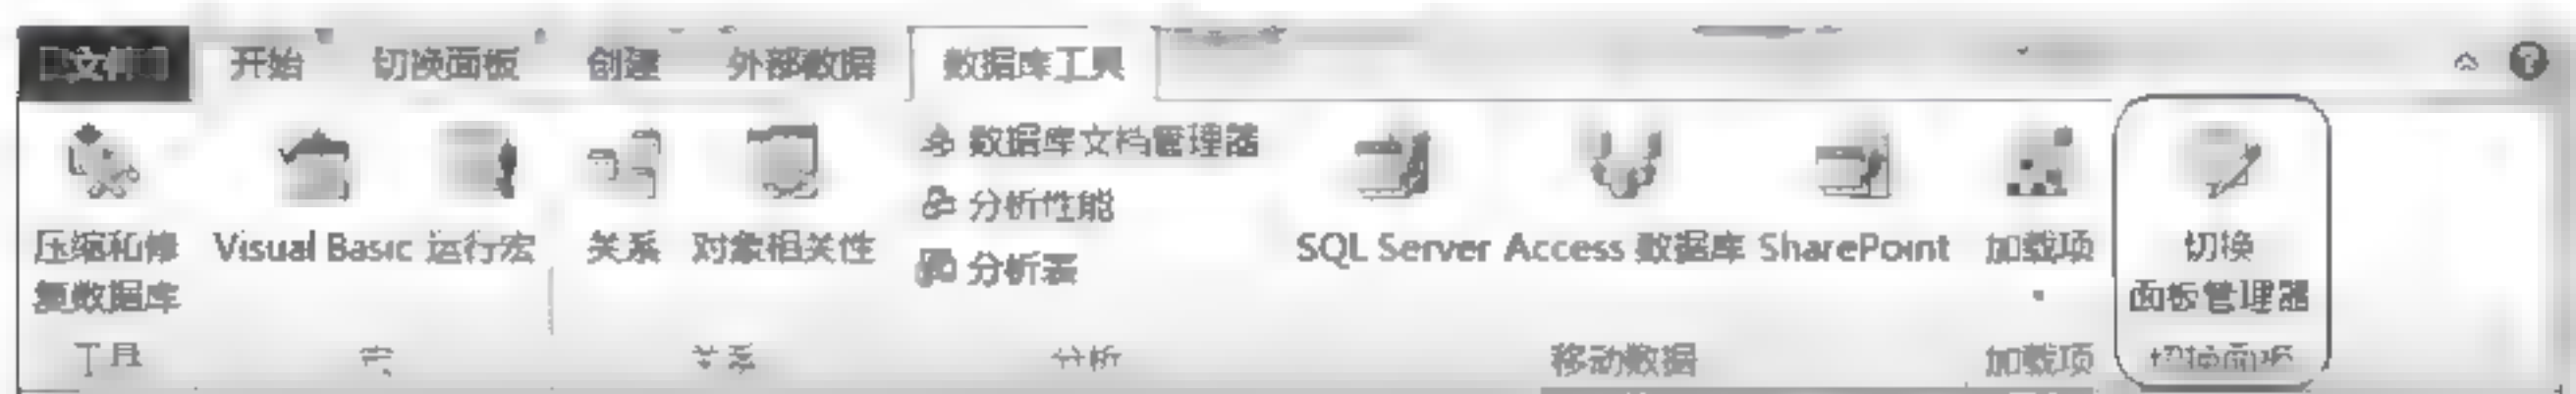 文件 开始 切换面板 创建 外部数据 数据库工具
数据库文档管理器
分析性能
分析表
压缩和修
复数据库
Visual Basic 运行宏 关系 对象相关性
SQL Server Access 数据库 SharePoint 加载项
切换
面板管理器
工具 宏 关系 分析 移动数据 加载项 切换面板